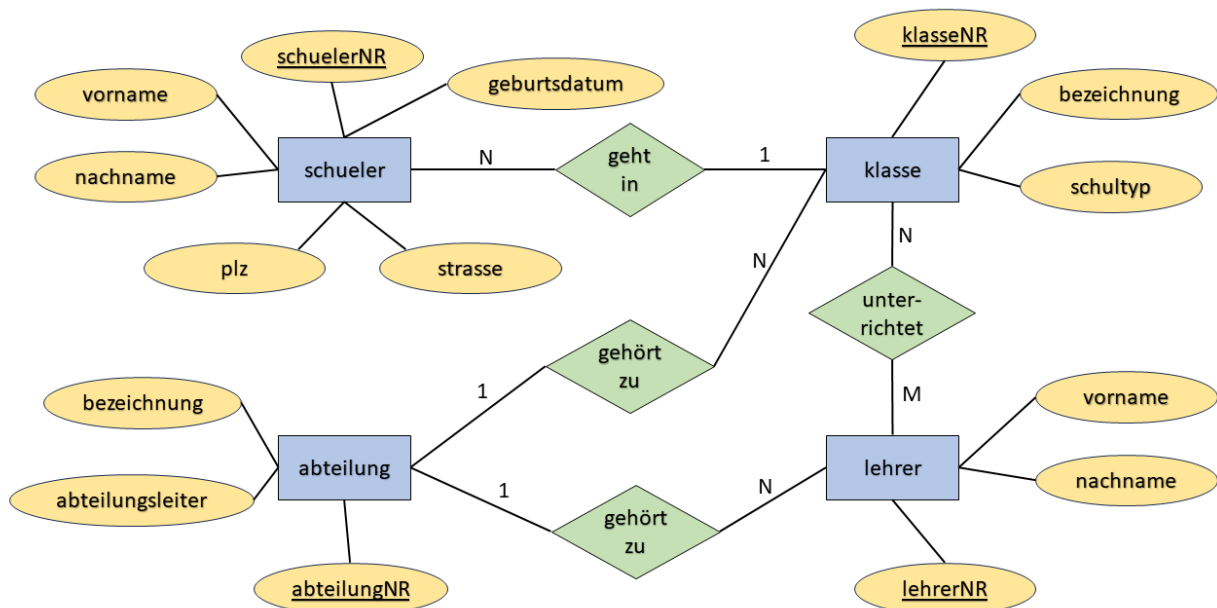 klasseNR
schuelerNR
geburtsdatum
vorname
bezeichnung
nachname
schueler
N
geht
in
1
klasse
schultyp
plz
strasse
N
N
unter-
richtet
gehört
zu
1
M
bezeichnung
vorname
abteilung
lehrer
abteilungsleiter
1
N
nachname
gehört
zu
abteilungNR
lehrerNR